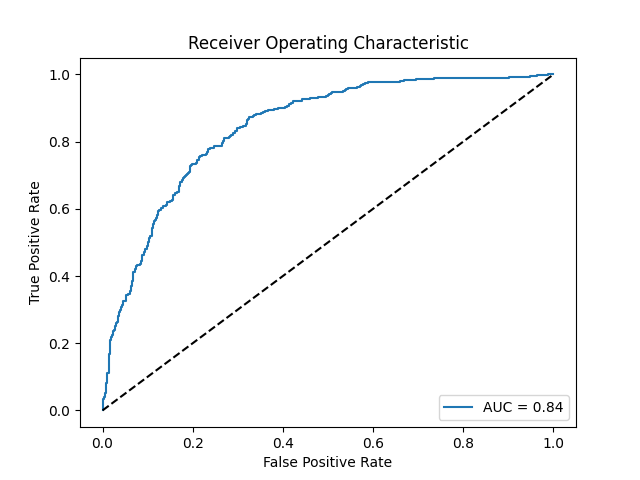 Receiver Operating Characteristic
1.0
0.8
0.6
0.4
0.2
0.0
True Positive Rate
AUC = 0.84
0.0 0.2 0.4 0.6 0.8 1.0
False Positive Rate